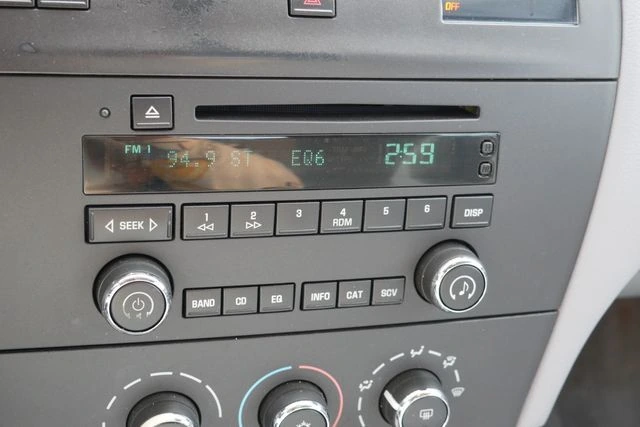 OFF
FM 1
94.9 ST EQ6 2:59
SEEK 1 2 3 4 5 6 DISP
RDM
BAND CD EQ INFO CAT SCV